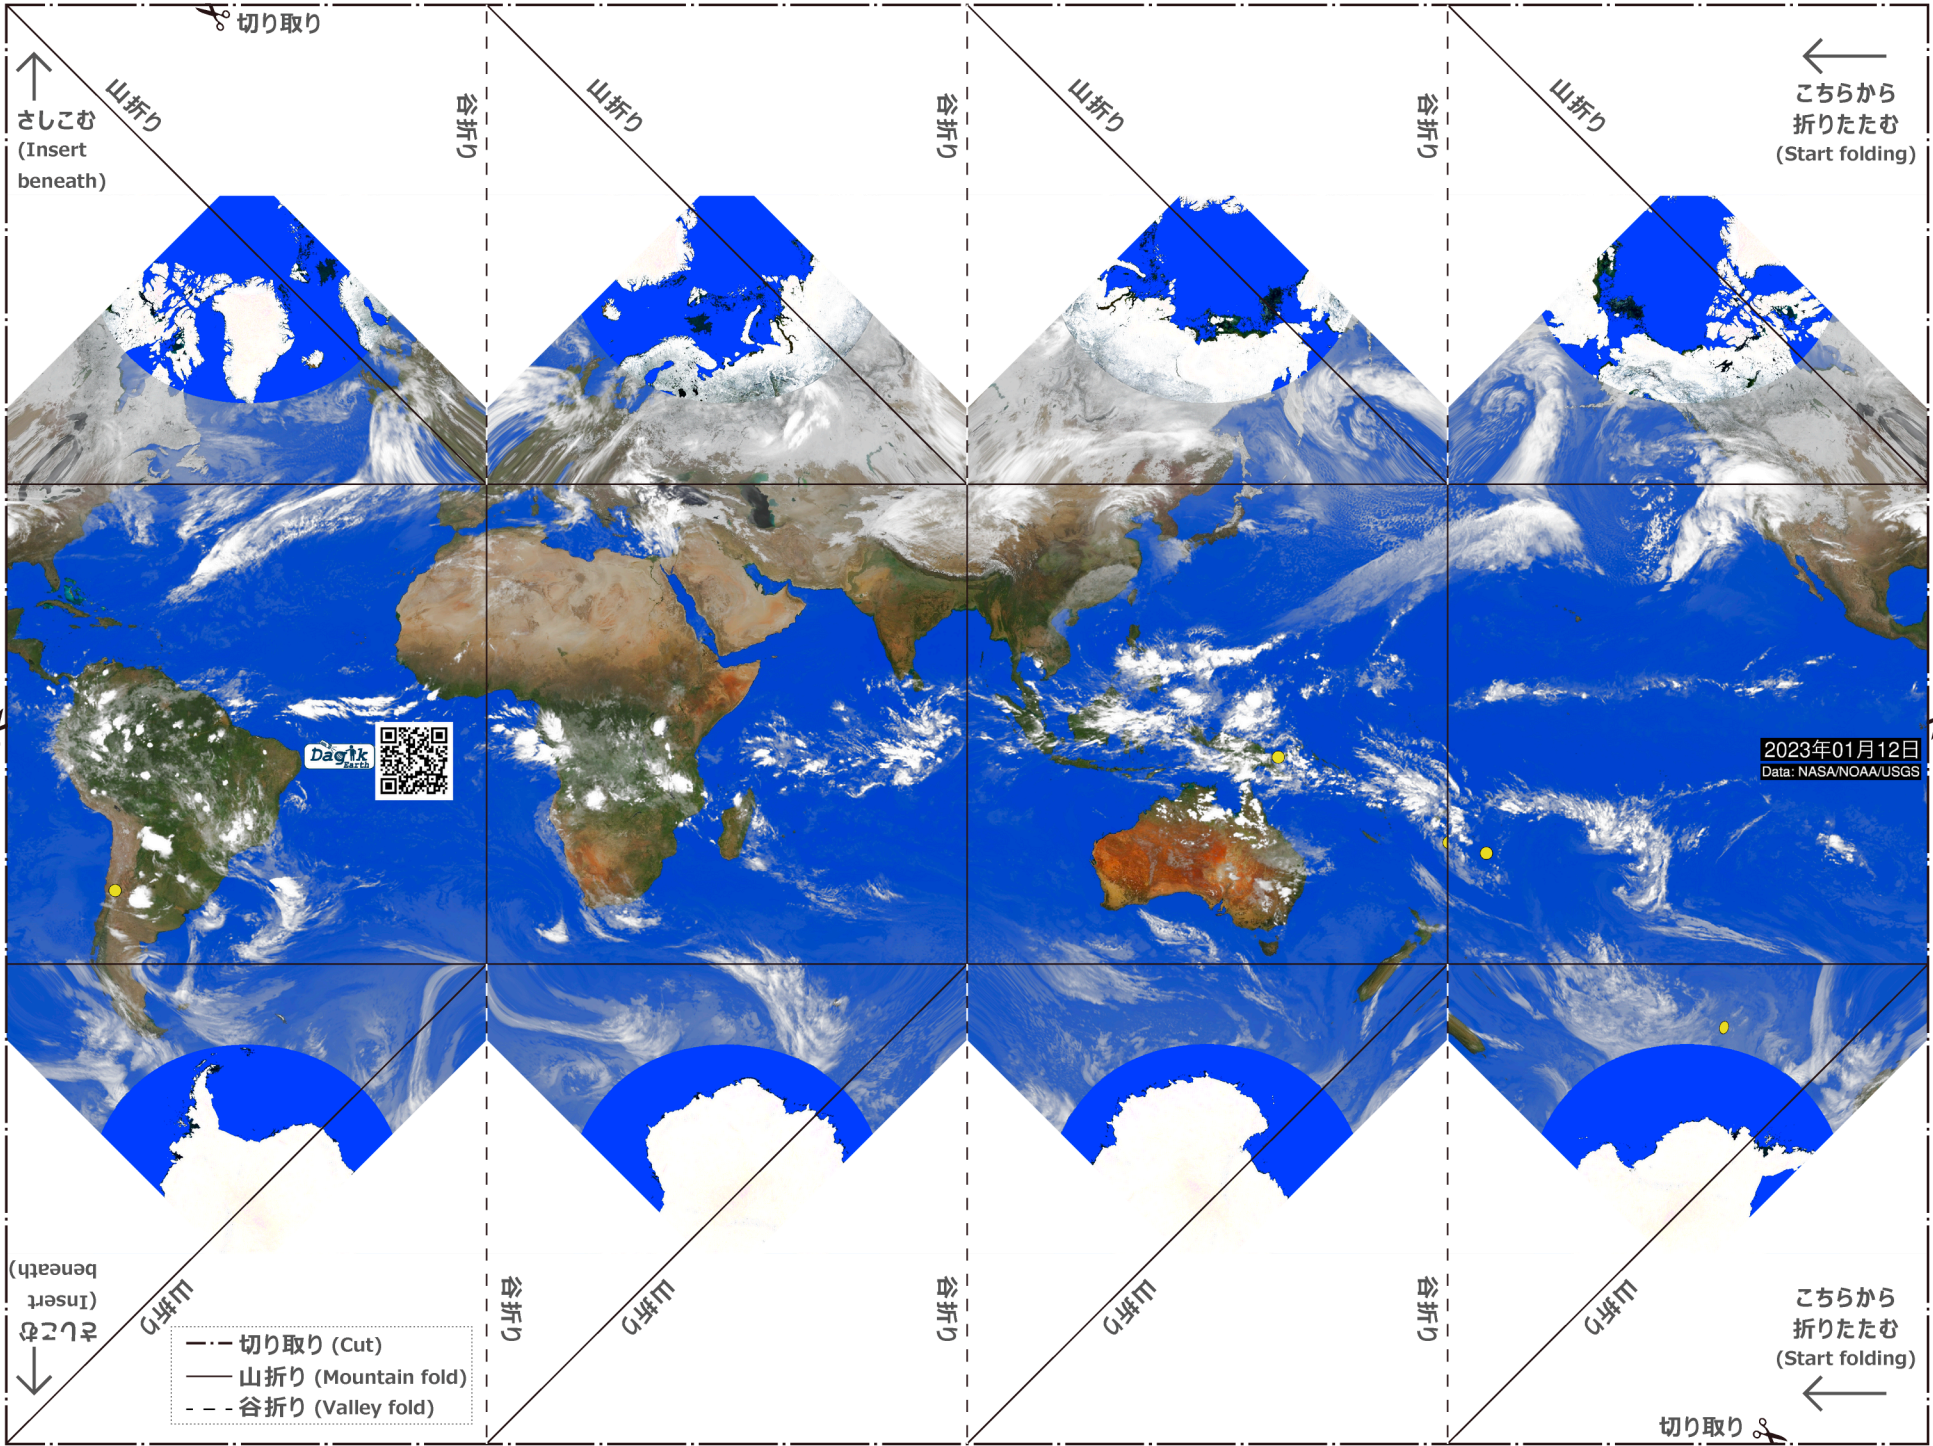 切り取り
さしこむ
(Insert
beneath)
山折り
谷折り
山折り
谷折り
山折り
谷折り
山折り
こちらから
折りたたむ
(Start folding)
Dagik
Earth
2023年01月12日
Data: NASA/NOAA/USGS
さしこむ
(Insert
beneath)
山折り
谷折り
山折り
谷折り
山折り
谷折り
山折り
こちらから
折りたたむ
(Start folding)
切り取り (Cut)
山折り (Mountain fold)
谷折り (Valley fold)
切り取り